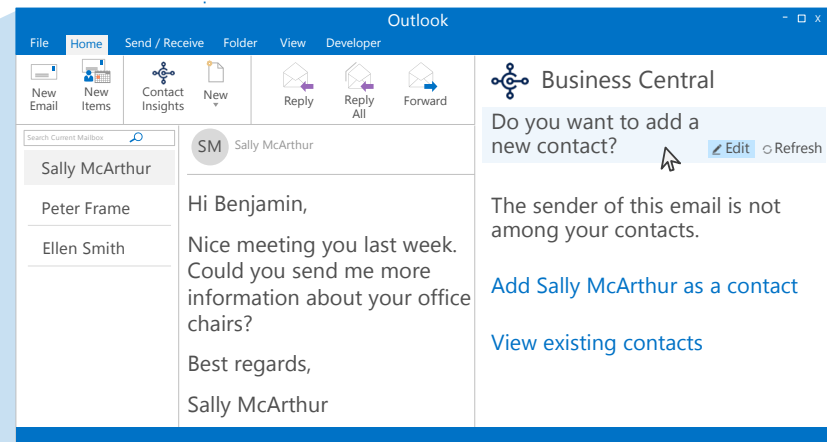 Outlook
File Home Send / Receive Folder View Developer
New Email
New Items
Contact Insights
New
Reply
Reply All
Forward
Search Current Mailbox
Sally McArthur
Peter Frame
Ellen Smith
SM Sally McArthur
Hi Benjamin,
Nice meeting you last week.
Could you send me more
information about your office
chairs?
Best regards,
Sally McArthur
Business Central
Do you want to add a
new contact?
Edit Refresh
The sender of this email is not
among your contacts.
Add Sally McArthur as a contact
View existing contacts